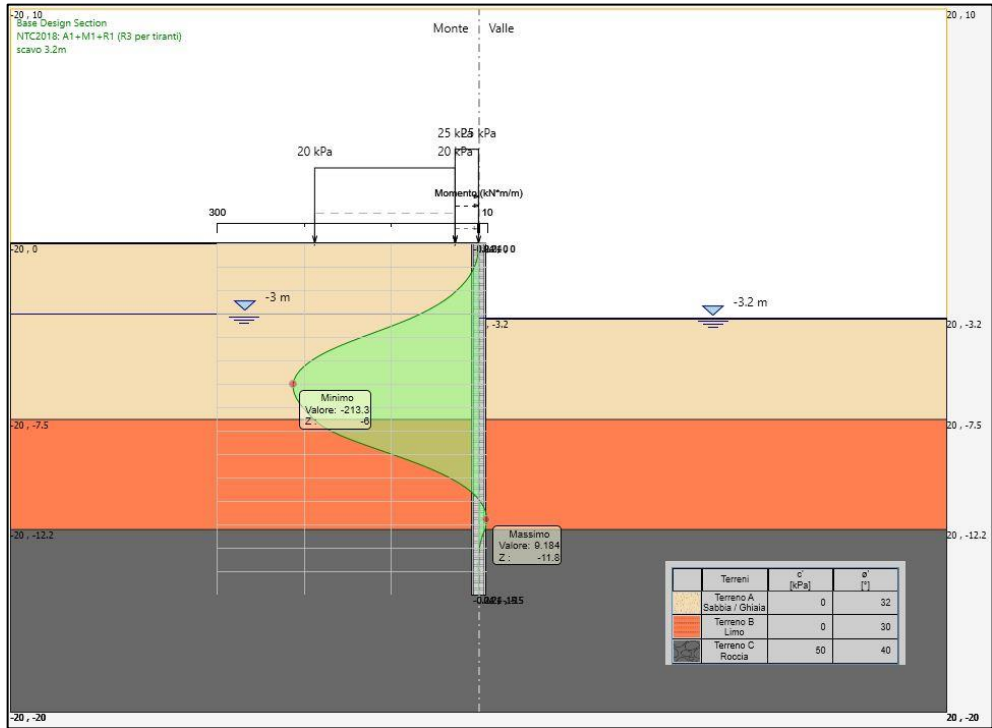 -20 , 10
20 , 10
Base Design Section
NTC2018: A1+M1+R1 (R3 per tiranti)
scavo 3.2m
Monte
Valle
25 kPa
20 kPa
20 kPa
Momento (kN*m/m)
300
10
-20 , 0
20 , 0
-3 m
-3.2 m
, -3.2
20 , -3.2
Minimo
Valore: -213.3
Z : -6
-20 , -7.5
20 , -7.5
Massimo
Valore: 9.184
Z : -11.8
-20 , -12.2
20 , -12.2
Terreni c' [kPa] ø' [°]
Terreno A Sabbia / Ghiaia 0 32
Terreno B Limo 0 30
Terreno C Roccia 50 40
-20 , -20
20 , -20